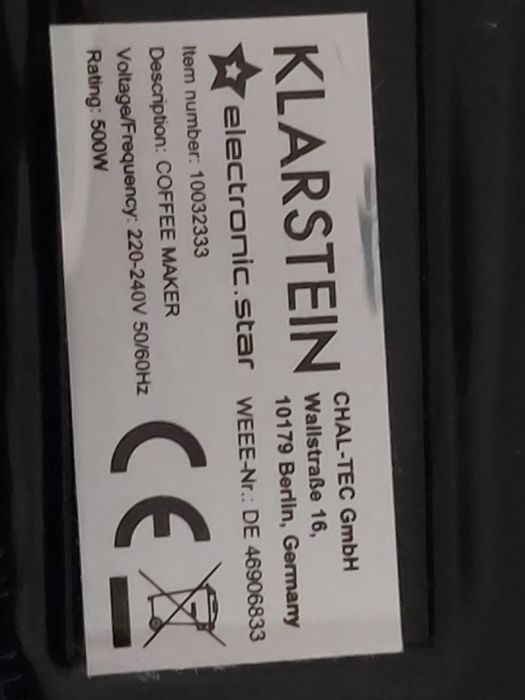 KLARSTEIN
electronic.star
Item number: 10032333
Description: COFFEE MAKER
Voltage/Frequency: 220-240V 50/60Hz
Rating: 500W
CHAL-TEC GmbH
Wallstraße 16,
10179 Berlin, Germany
WEEE-Nr.: DE 46906833
CE